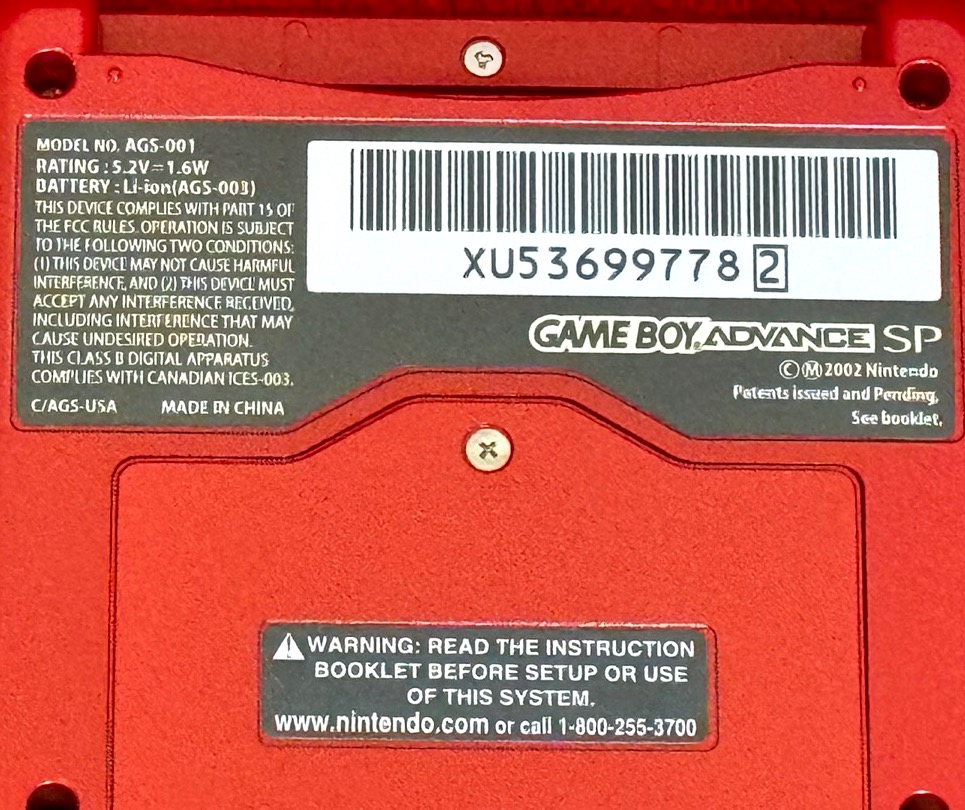 MODEL NO. AGS-001
RATING : 5.2V⎓1.6W
BATTERY : Li-ion(AGS-003)
THIS DEVICE COMPLIES WITH PART 15 OF
THE FCC RULES. OPERATION IS SUBJECT
TO THE FOLLOWING TWO CONDITIONS:
(1) THIS DEVICE MAY NOT CAUSE HARMFUL
INTERFERENCE, AND (2) THIS DEVICE MUST
ACCEPT ANY INTERFERENCE RECEIVED,
INCLUDING INTERFERENCE THAT MAY
CAUSE UNDESIRED OPERATION.
THIS CLASS B DIGITAL APPARATUS
COMPLIES WITH CANADIAN ICES-003.
C/AGS-USA MADE IN CHINA
XU53699778 2
GAME BOY ADVANCE SP
©Ⓜ2002 Nintendo
Patents issued and Pending,
See booklet.
⚠WARNING: READ THE INSTRUCTION
BOOKLET BEFORE SETUP OR USE
OF THIS SYSTEM.
www.nintendo.com or call 1-800-255-3700